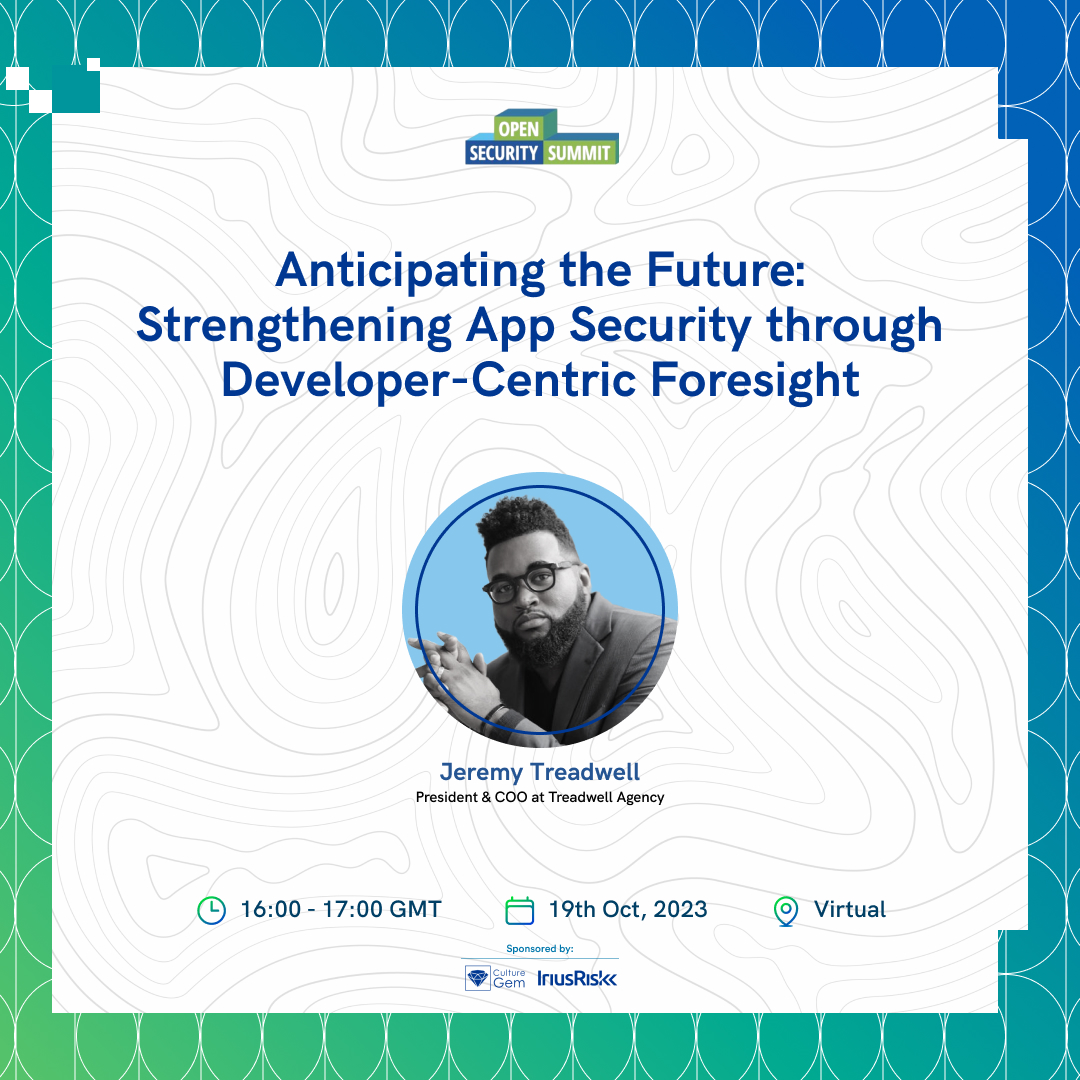 OPEN
SECURITY SUMMIT
Anticipating the Future:
Strengthening App Security through
Developer-Centric Foresight
Jeremy Treadwell
President & COO at Treadwell Agency
16:00 - 17:00 GMT
19th Oct, 2023
Virtual
Sponsored by:
Culture
Gem
IriusRisk